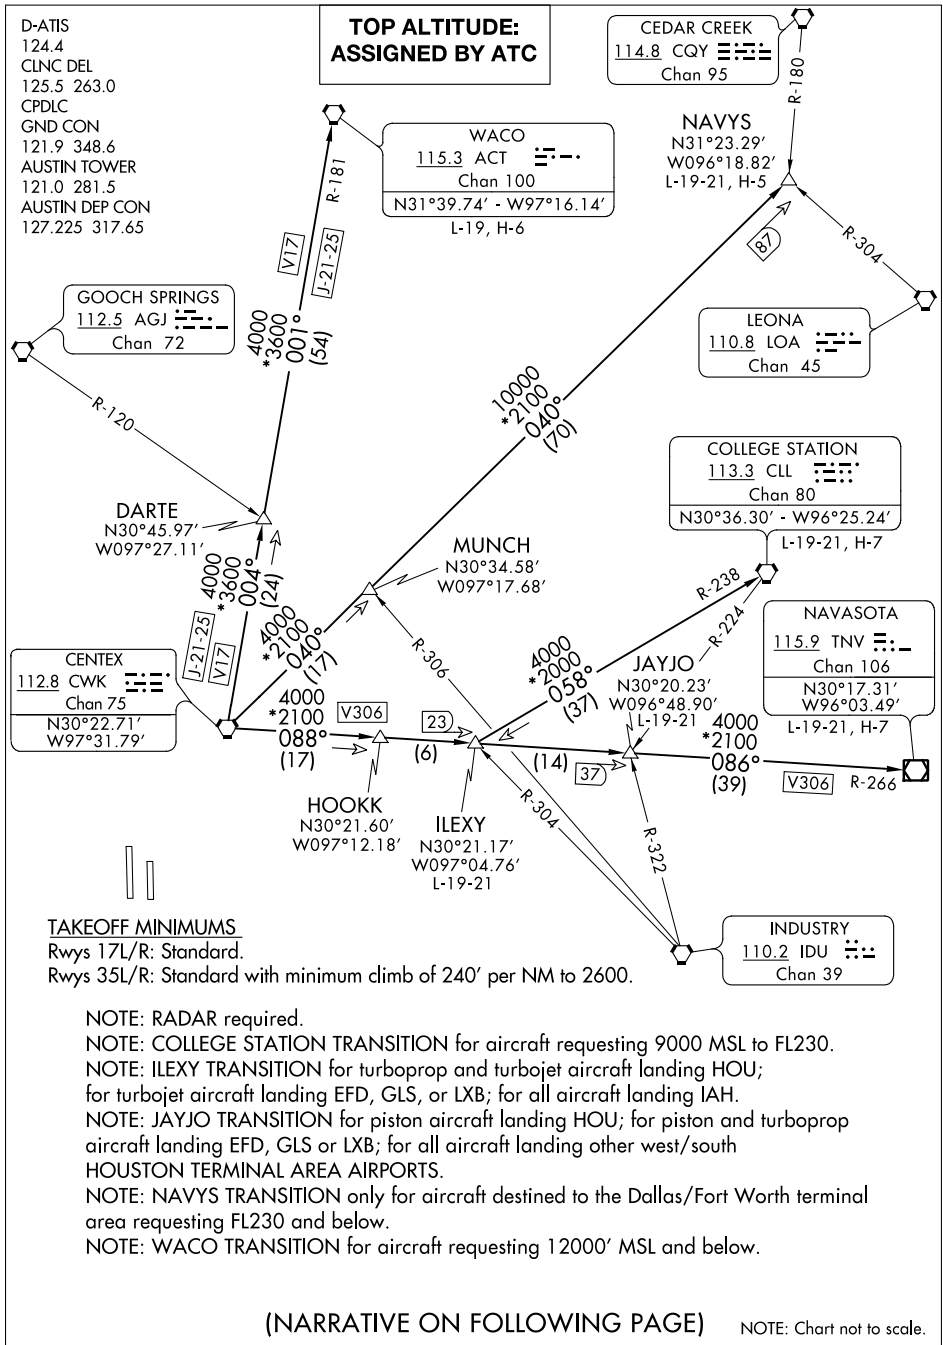 D-ATIS
124.4
CLNC DEL
125.5 263.0
CPDLC
GND CON
121.9 348.6
AUSTIN TOWER
121.0 281.5
AUSTIN DEP CON
127.225 317.65
TOP ALTITUDE:
ASSIGNED BY ATC
CEDAR CREEK
114.8 CQY
Chan 95
R-180
NAVYS
N31°23.29′
W096°18.82′
L-19-21, H-5
WACO
115.3 ACT
Chan 100
N31°39.74′ - W97°16.14′
L-19, H-6
R-181
V17
J-21-25
4000
*3600
001°
(54)
87
R-304
LEONA
110.8 LOA
Chan 45
GOOCH SPRINGS
112.5 AGJ
Chan 72
R-120
10000
*2100
040°
(70)
COLLEGE STATION
113.3 CLL
Chan 80
N30°36.30′ - W96°25.24′
L-19-21, H-7
DARTE
N30°45.97′
W097°27.11′
MUNCH
N30°34.58′
W097°17.68′
4000
*3600
004°
(24)
J-21-25
V17
4000
*2100
040°
(17)
R-306
R-238
R-224
4000
*2000
058°
(37)
NAVASOTA
115.9 TNV
Chan 106
N30°17.31′
W96°03.49′
L-19-21, H-7
JAYJO
N30°20.23′
W096°48.90′
L-19-21
CENTEX
112.8 CWK
Chan 75
N30°22.71′
W97°31.79′
4000
*2100
088°
(17)
V306
23
(6)
(14)
37
4000
*2100
086°
(39)
V306
R-266
HOOKK
N30°21.60′
W097°12.18′
ILEXY
N30°21.17′
W097°04.76′
L-19-21
R-304
R-322
INDUSTRY
110.2 IDU
Chan 39
TAKEOFF MINIMUMS
Rwys 17L/R: Standard.
Rwys 35L/R: Standard with minimum climb of 240′ per NM to 2600.
NOTE: RADAR required.
NOTE: COLLEGE STATION TRANSITION for aircraft requesting 9000 MSL to FL230.
NOTE: ILEXY TRANSITION for turboprop and turbojet aircraft landing HOU;
for turbojet aircraft landing EFD, GLS, or LXB; for all aircraft landing IAH.
NOTE: JAYJO TRANSITION for piston aircraft landing HOU; for piston and turboprop
aircraft landing EFD, GLS or LXB; for all aircraft landing other west/south
HOUSTON TERMINAL AREA AIRPORTS.
NOTE: NAVYS TRANSITION only for aircraft destined to the Dallas/Fort Worth terminal
area requesting FL230 and below.
NOTE: WACO TRANSITION for aircraft requesting 12000′ MSL and below.
(NARRATIVE ON FOLLOWING PAGE)
NOTE: Chart not to scale.